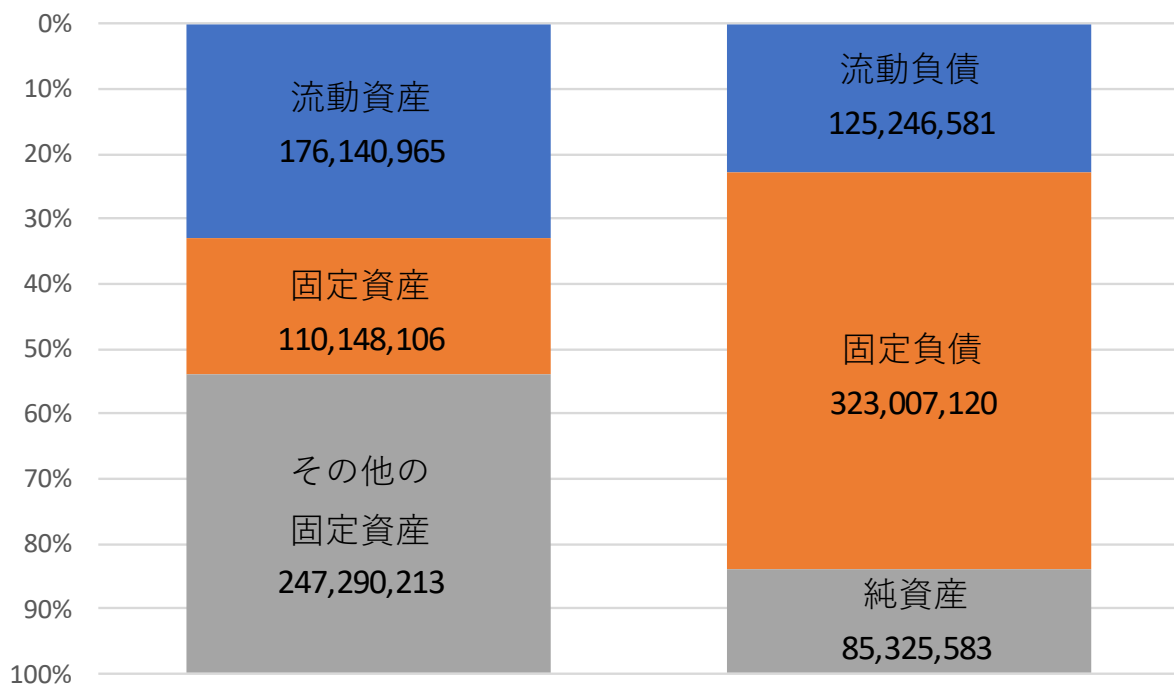 0%
10%
20%
30%
40%
50%
60%
70%
80%
90%
100%
流動資産
176,140,965
固定資産
110,148,106
その他の
固定資産
247,290,213
流動負債
125,246,581
固定負債
323,007,120
純資産
85,325,583